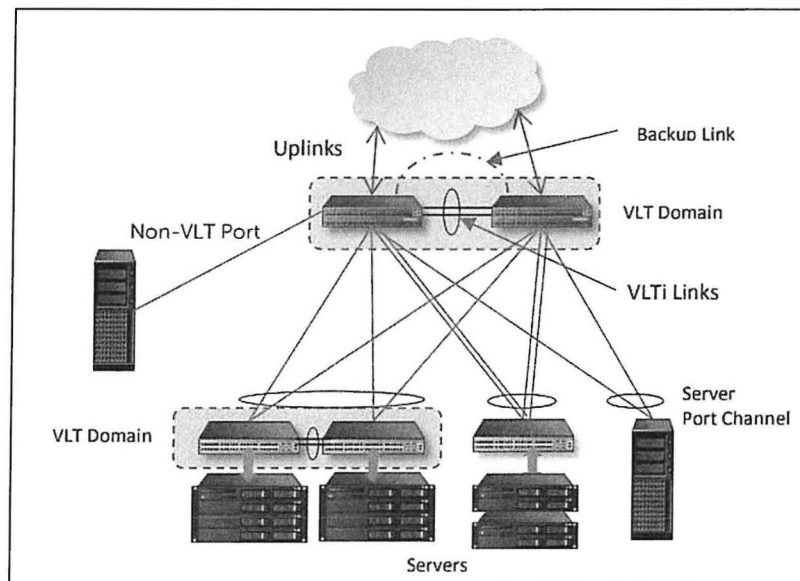 Uplinks
Backup Link
Non-VLT Port
VLT Domain
VLTi Links
VLT Domain
Server
Port Channel
Servers